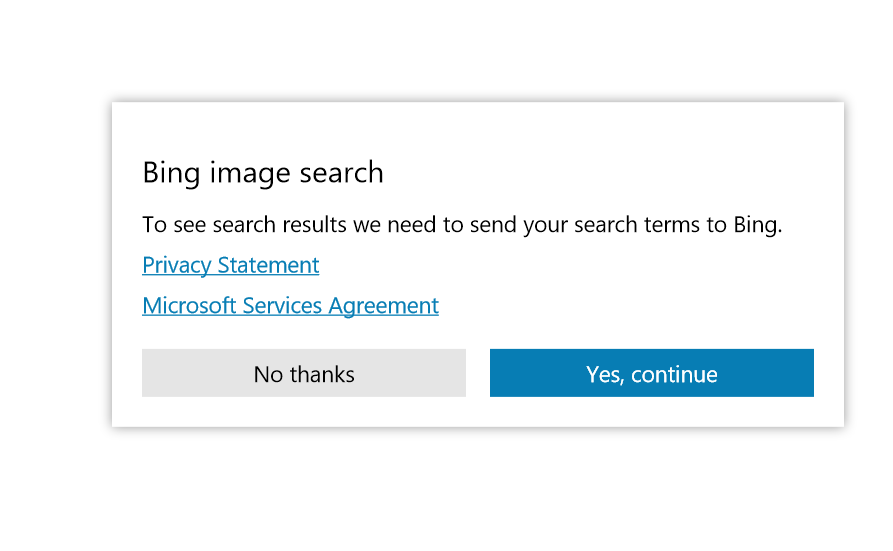 Bing image search
To see search results we need to send your search terms to Bing.
Privacy Statement
Microsoft Services Agreement
No thanks
Yes, continue